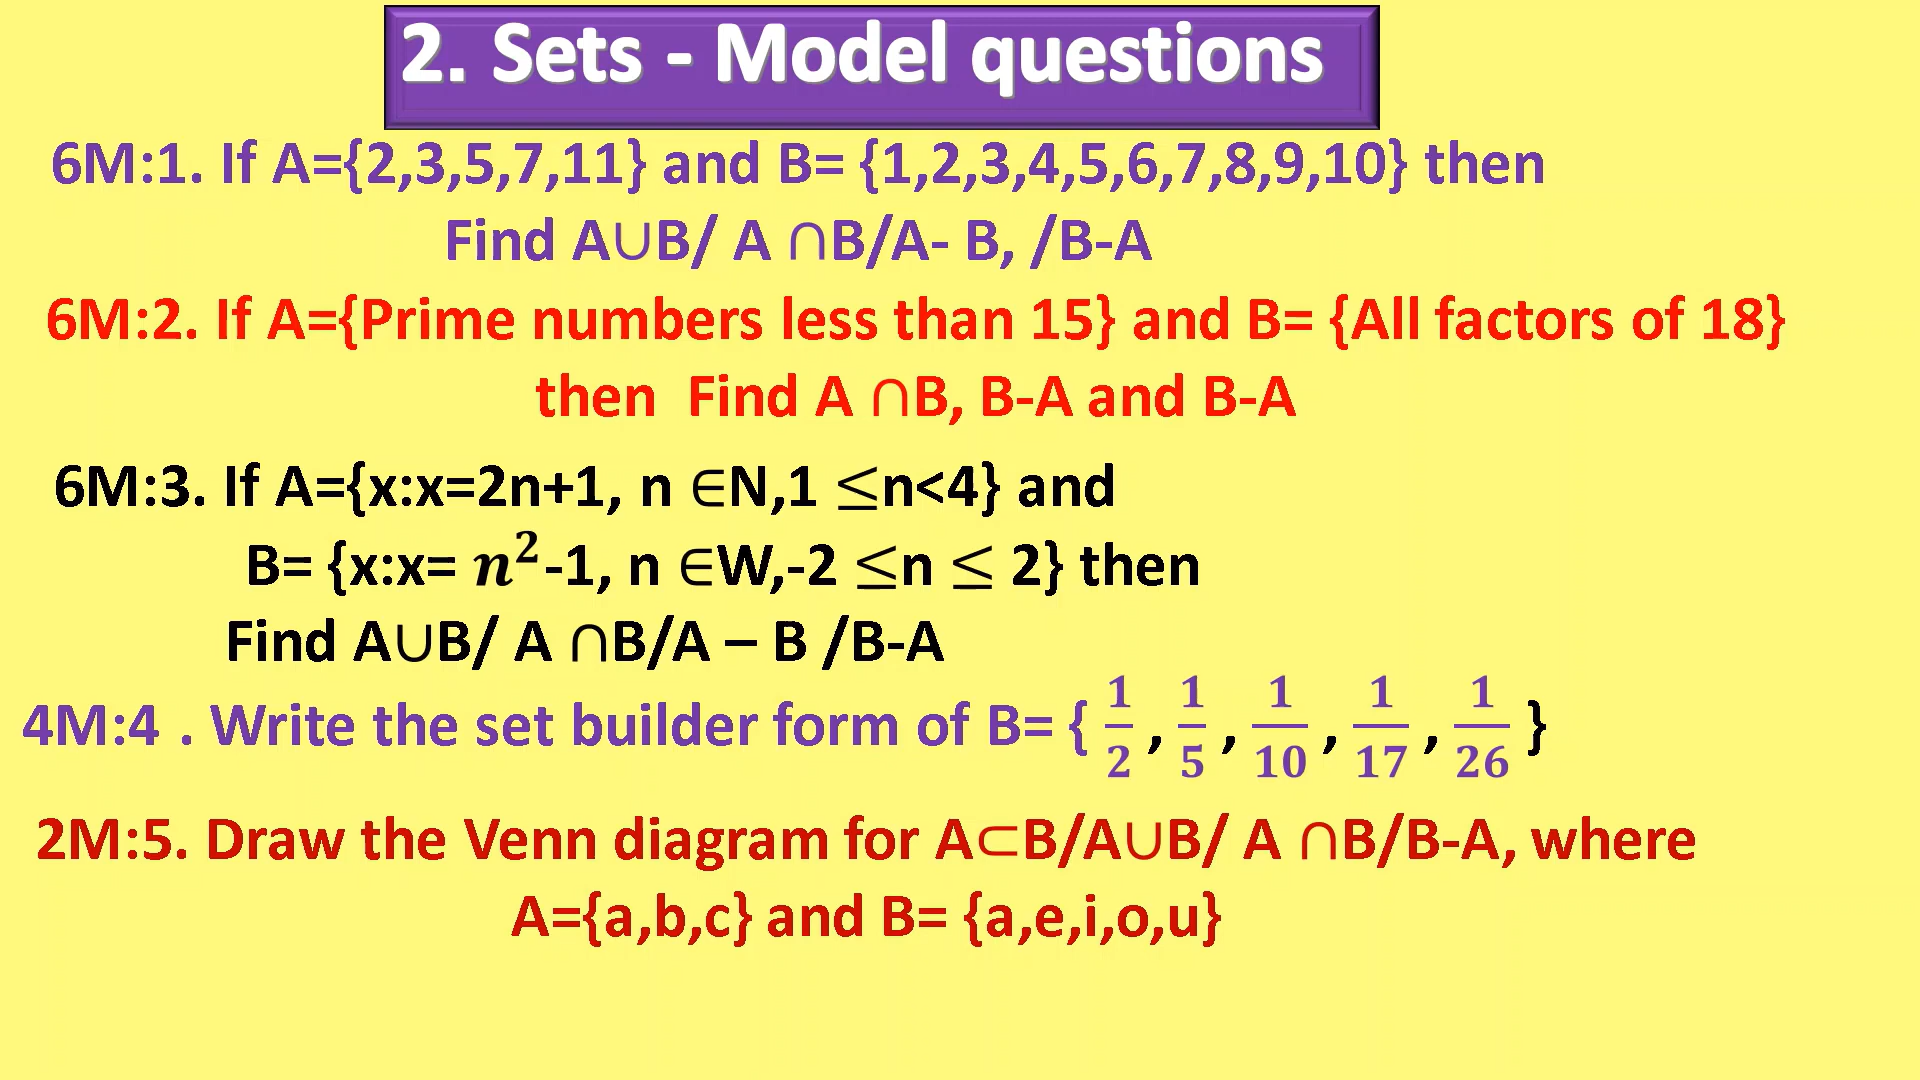 2. Sets - Model questions
6M:1. If A={2,3,5,7,11} and B= {1,2,3,4,5,6,7,8,9,10} then
Find A∪B/ A ∩B/A- B, /B-A
6M:2. If A={Prime numbers less than 15} and B= {All factors of 18}
then Find A ∩B, B-A and B-A
6M:3. If A={x:x=2n+1, n ∈N,1 ≤n<4} and
B= {x:x= n²-1, n ∈W,-2 ≤n ≤ 2} then
Find A∪B/ A ∩B/A – B /B-A
4M:4 . Write the set builder form of B= { 1/2 , 1/5 , 1/10 , 1/17 , 1/26 }
2M:5. Draw the Venn diagram for A⊂B/A∪B/ A ∩B/B-A, where
A={a,b,c} and B= {a,e,i,o,u}